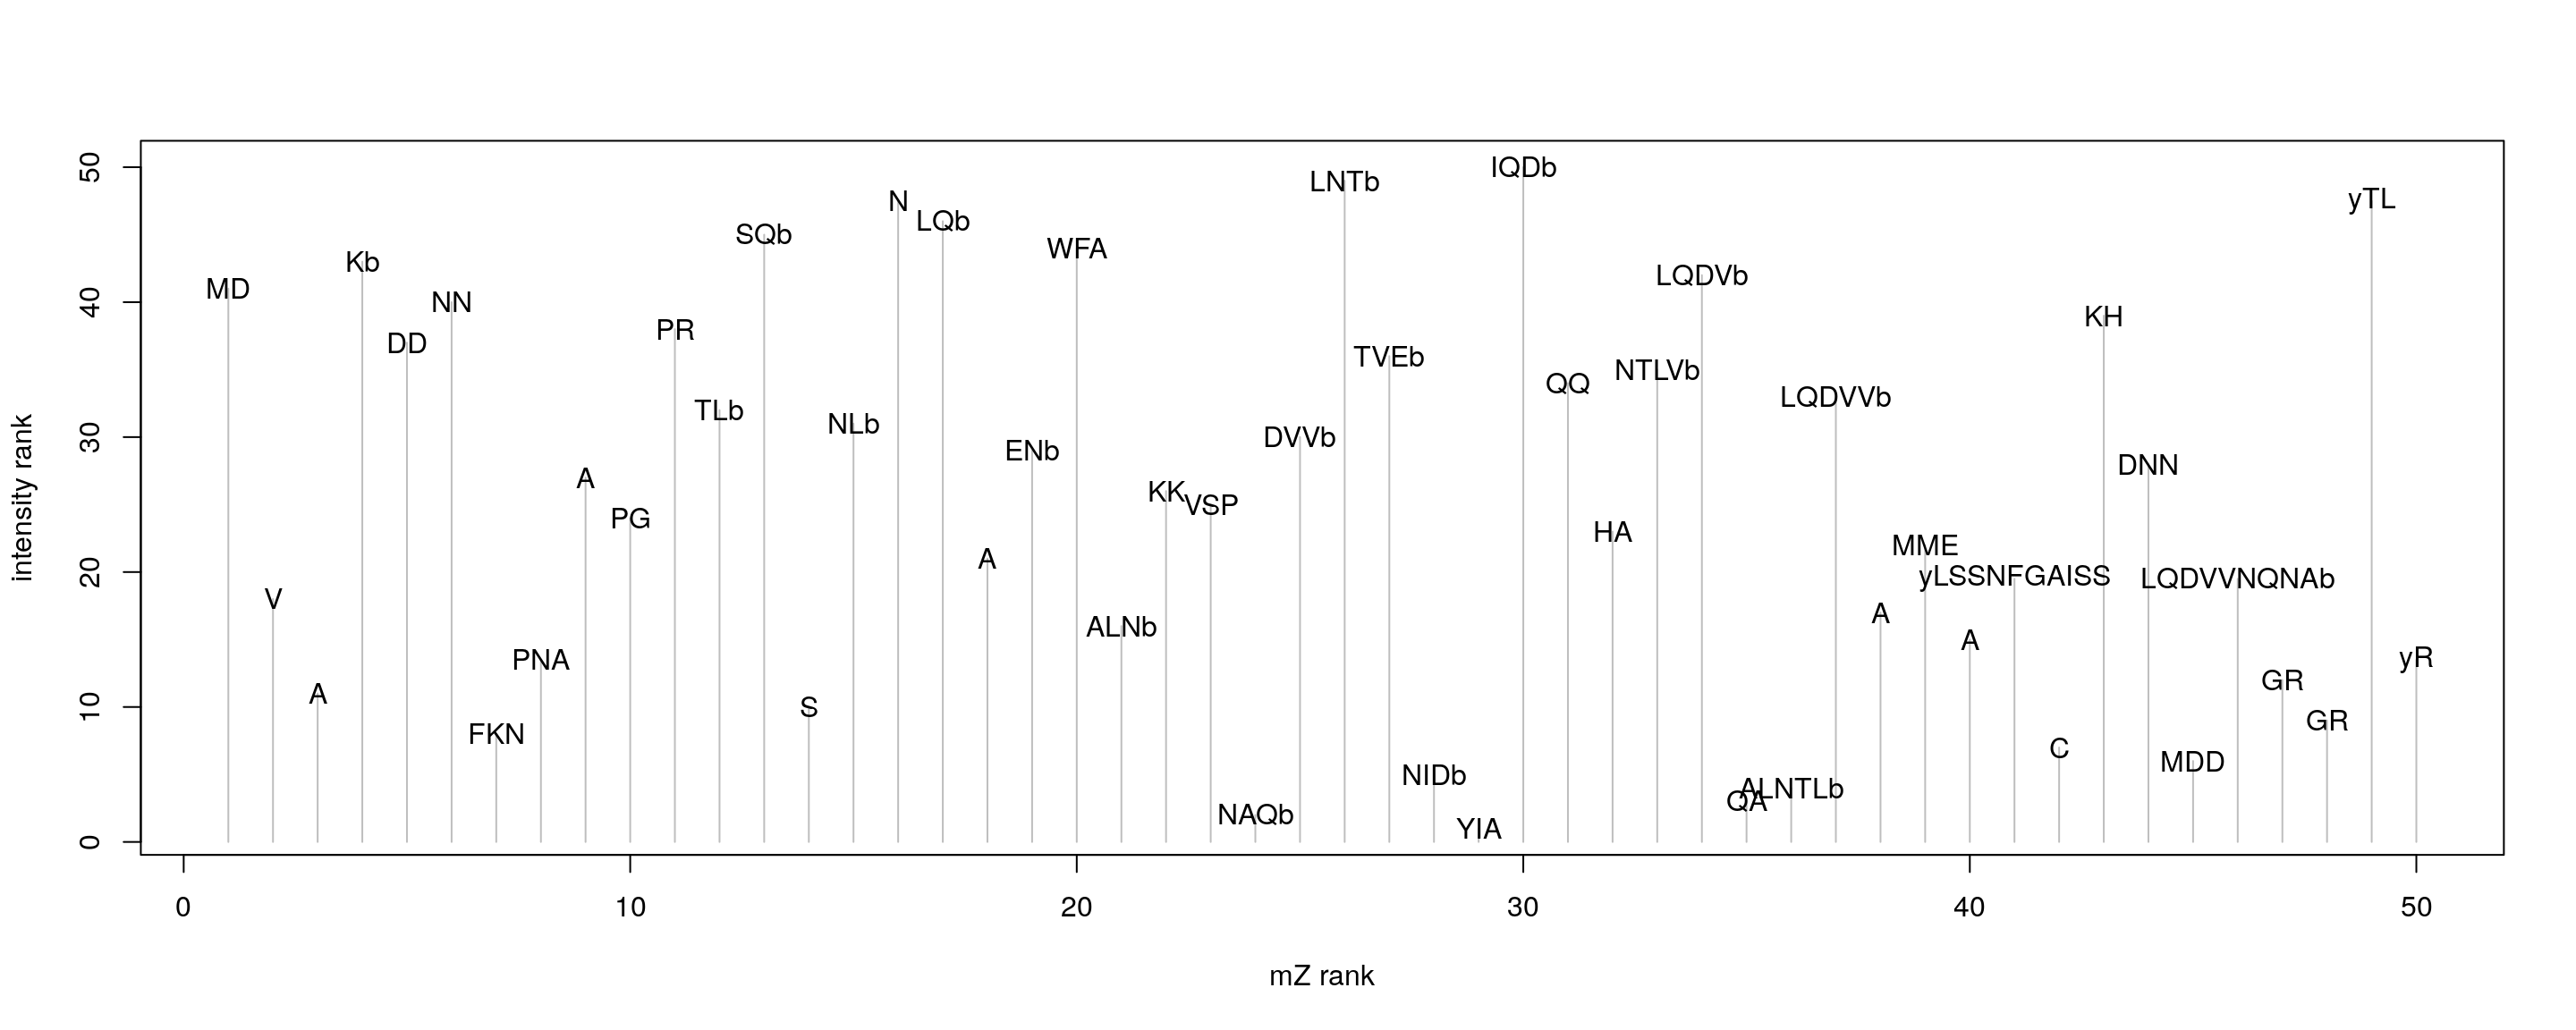 IQDb
LNTb
yTL
N
LQb
SQb
WFA
Kb
LQDVb
MD
NN
KH
PR
DD
TVEb
NTLVb
QQ
LQDVVb
TLb
NLb
DVVb
ENb
DNN
A
KK
VSP
PG
HA
MME
A
yLSSNFGAISS
LQDVVNQNAb
V
A
ALNb
A
PNA
yR
GR
A
S
GR
C
FKN
MDD
NIDb
ALNTLb
QA
NAQb
YIA
50
40
30
20
10
0
intensity rank
0 10 20 30 40 50
mZ rank